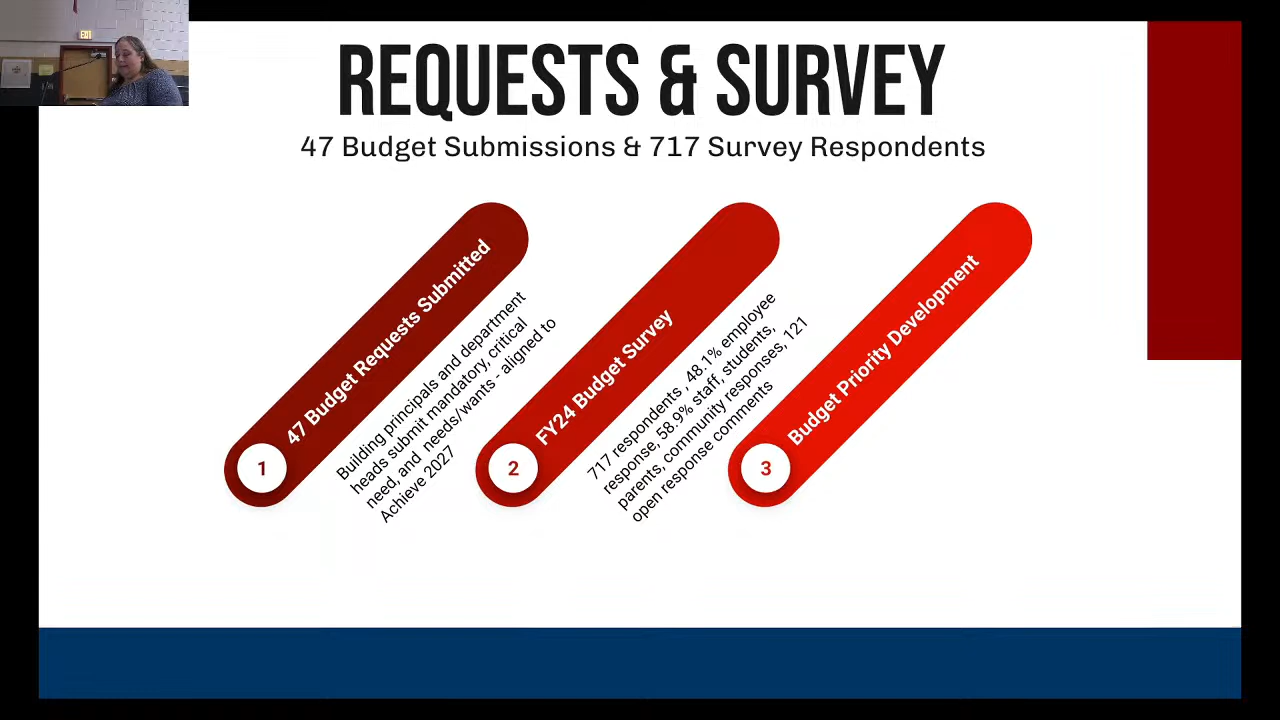 EXIT
REQUESTS & SURVEY
47 Budget Submissions & 717 Survey Respondents
47 Budget Requests Submitted
1
Building principals and department
heads submit mandatory, critical
need, and needs/wants - aligned to
Achieve 2027
FY24 Budget Survey
2
717 respondents , 48.1% employee
response, 58.9% staff, students,
parents, community responses, 121
open response comments
Budget Priority Development
3